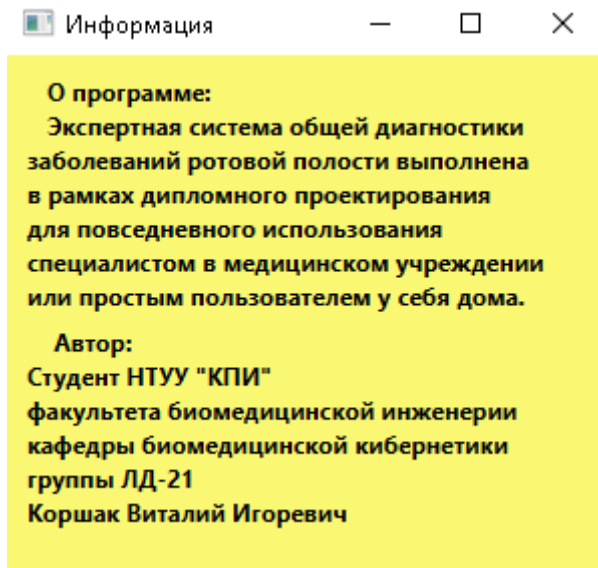 Информация
О программе:
Экспертная система общей диагностики
заболеваний ротовой полости выполнена
в рамках дипломного проектирования
для повседневного использования
специалистом в медицинском учреждении
или простым пользователем у себя дома.
Автор:
Студент НТУУ "КПИ"
факультета биомедицинской инженерии
кафедры биомедицинской кибернетики
группы ЛД-21
Коршак Виталий Игоревич